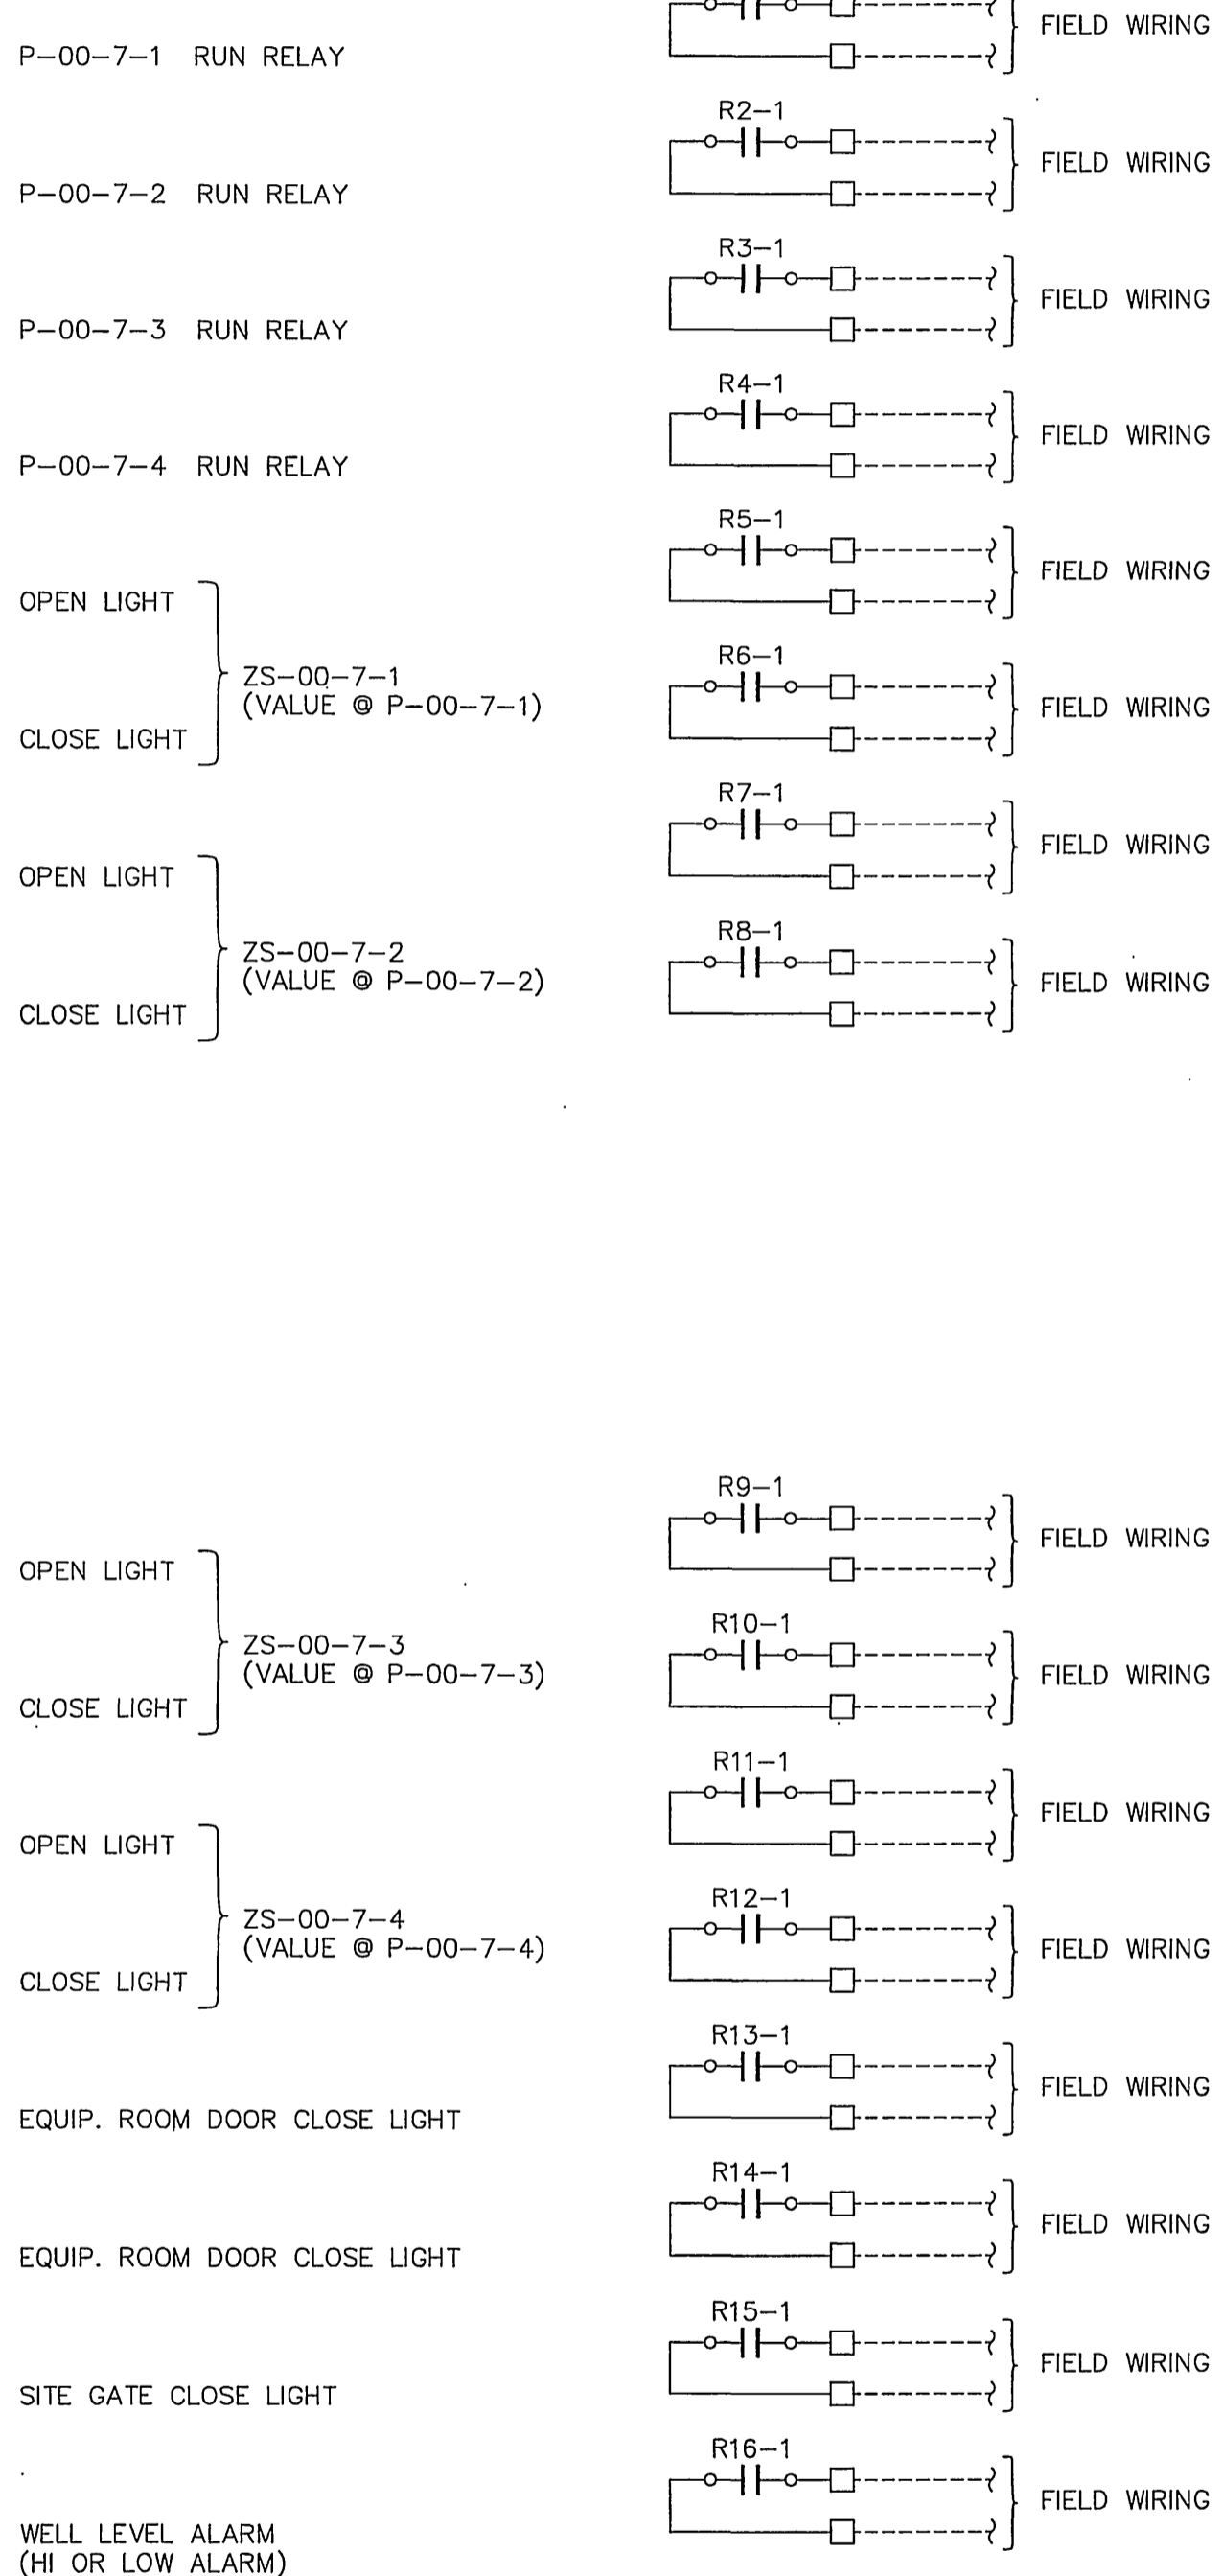 FIELD WIRING
P-00-7-1 RUN RELAY
R2-1
FIELD WIRING
P-00-7-2 RUN RELAY
R3-1
FIELD WIRING
P-00-7-3 RUN RELAY
R4-1
FIELD WIRING
P-00-7-4 RUN RELAY
R5-1
FIELD WIRING
OPEN LIGHT
R6-1
ZS-00-7-1
(VALUE @ P-00-7-1)
FIELD WIRING
CLOSE LIGHT
R7-1
FIELD WIRING
OPEN LIGHT
R8-1
ZS-00-7-2
(VALUE @ P-00-7-2)
FIELD WIRING
CLOSE LIGHT
R9-1
FIELD WIRING
OPEN LIGHT
R10-1
ZS-00-7-3
(VALUE @ P-00-7-3)
FIELD WIRING
CLOSE LIGHT
R11-1
FIELD WIRING
OPEN LIGHT
R12-1
ZS-00-7-4
(VALUE @ P-00-7-4)
FIELD WIRING
CLOSE LIGHT
R13-1
FIELD WIRING
EQUIP. ROOM DOOR CLOSE LIGHT
R14-1
FIELD WIRING
EQUIP. ROOM DOOR CLOSE LIGHT
R15-1
FIELD WIRING
SITE GATE CLOSE LIGHT
R16-1
FIELD WIRING
WELL LEVEL ALARM
(HI OR LOW ALARM)